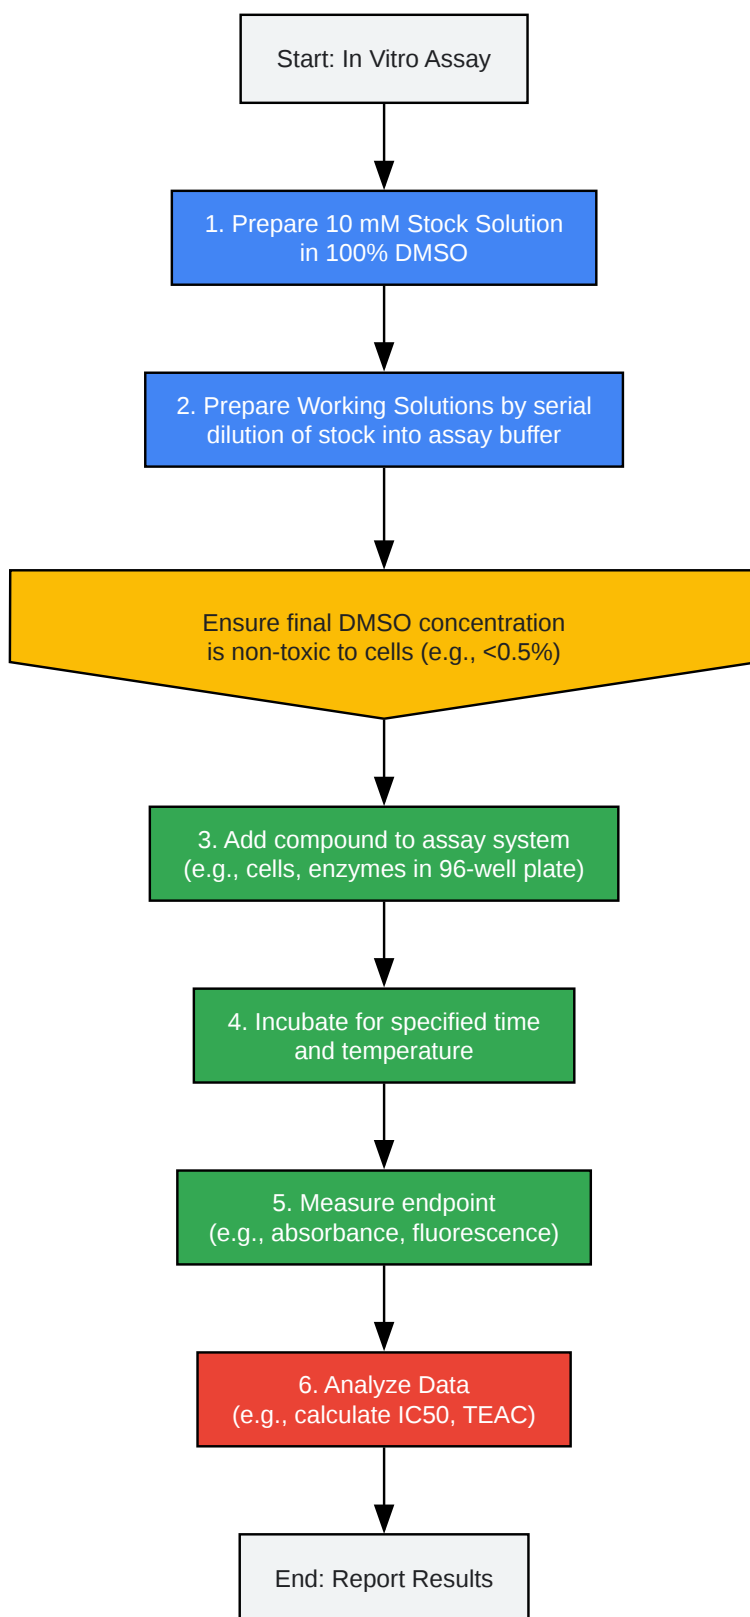 Start: In Vitro Assay
1. Prepare 10 mM Stock Solution
in 100% DMSO
2. Prepare Working Solutions by serial
dilution of stock into assay buffer
Ensure final DMSO concentration
is non-toxic to cells (e.g., <0.5%)
3. Add compound to assay system
(e.g., cells, enzymes in 96-well plate)
4. Incubate for specified time
and temperature
5. Measure endpoint
(e.g., absorbance, fluorescence)
6. Analyze Data
(e.g., calculate IC50, TEAC)
End: Report Results